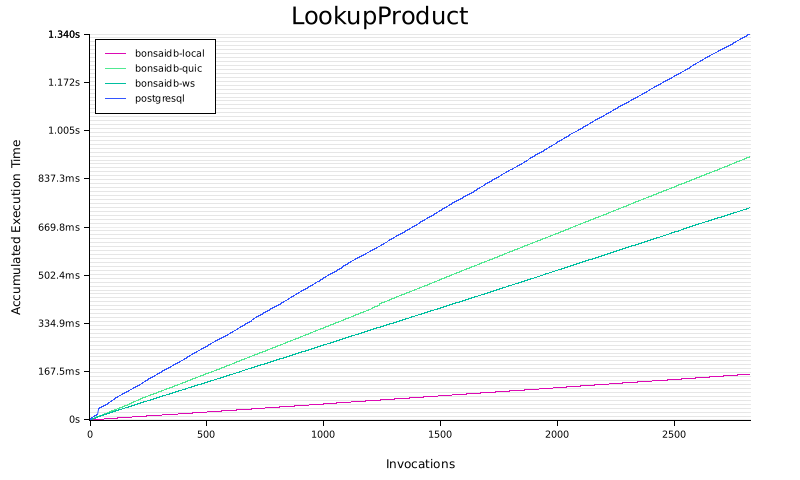 LookupProduct
1.340s
1.172s
1.005s
837.3ms
669.8ms
502.4ms
334.9ms
167.5ms
0s
bonsaidb-local
bonsaidb-quic
bonsaidb-ws
postgresql
Accumulated Execution Time
0 500 1000 1500 2000 2500
Invocations